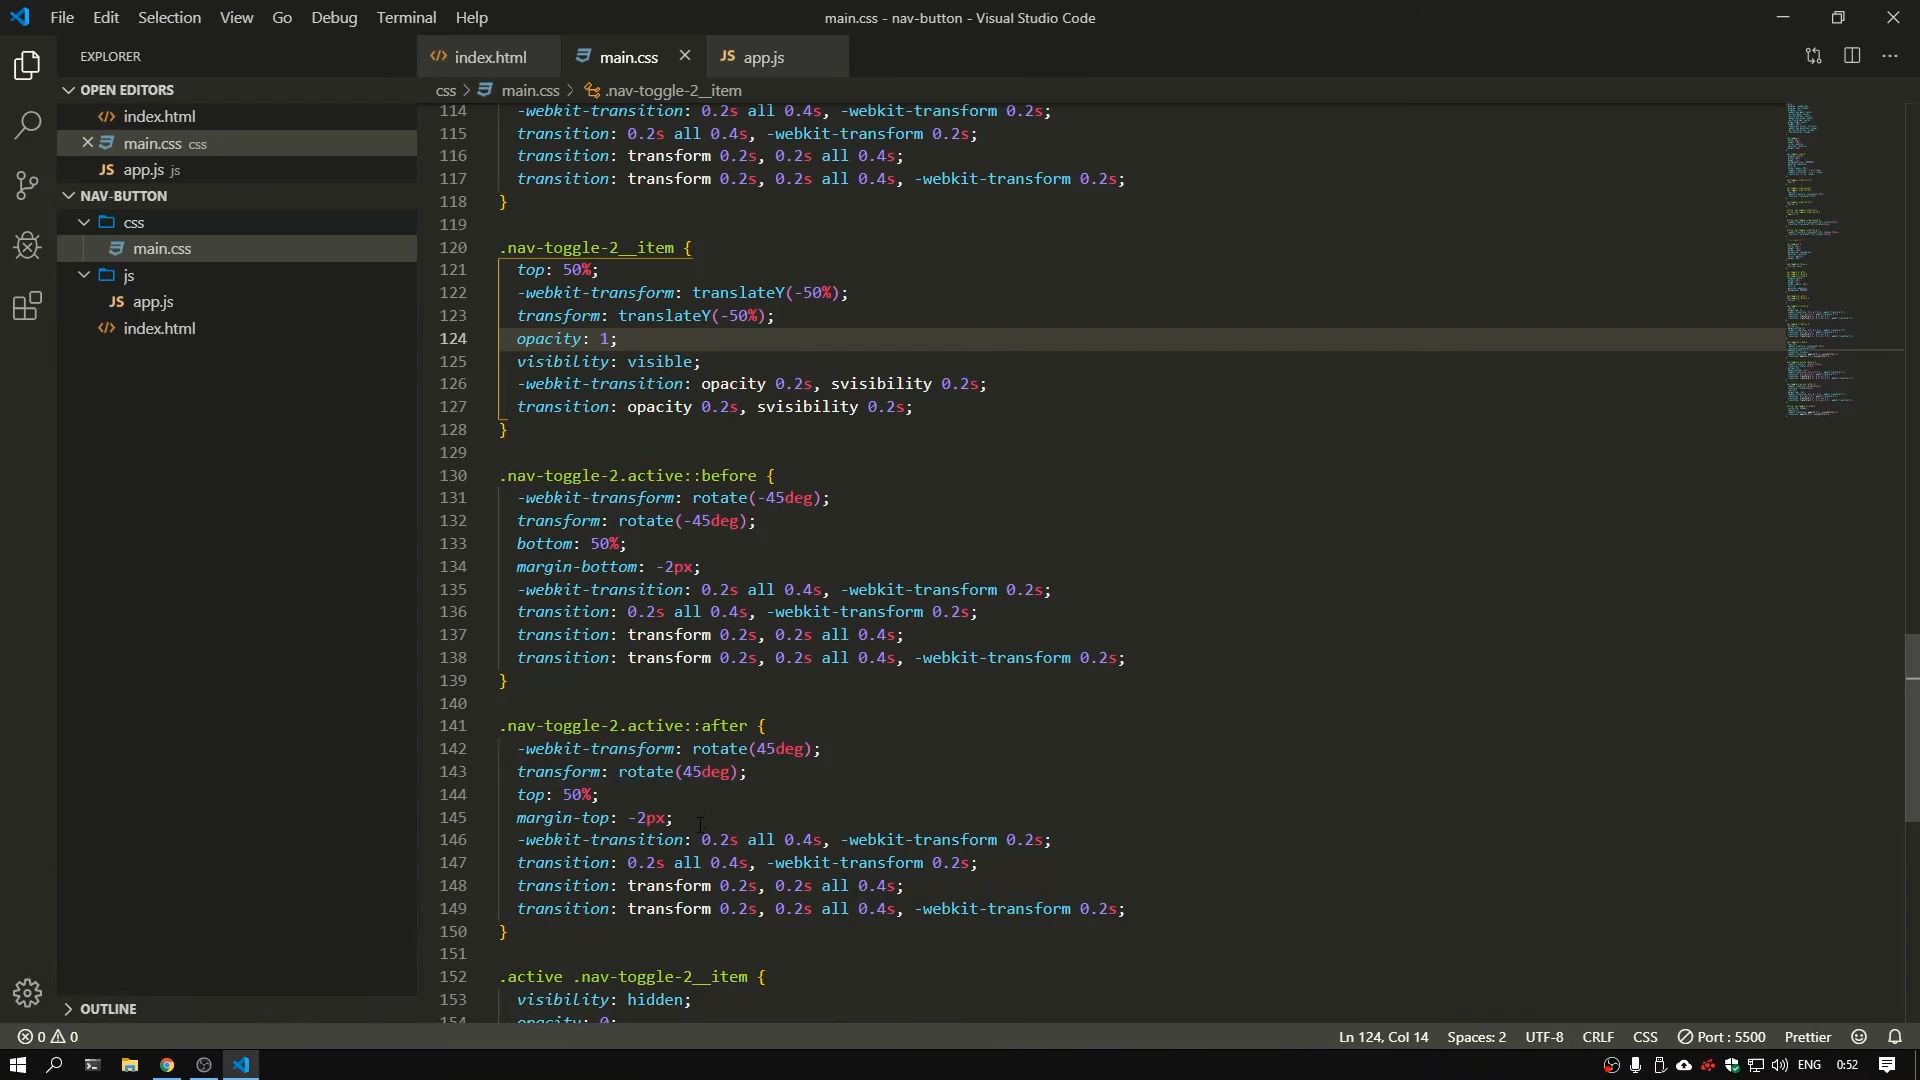 File Edit Selection View Go Debug Terminal Help
main.css - nav-button - Visual Studio Code
EXPLORER
OPEN EDITORS
index.html
main.css css
JS app.js js
NAV-BUTTON
css
main.css
js
JS app.js
index.html
OUTLINE
index.html
main.css
JS app.js
css > main.css > .nav-toggle-2__item
114 -webkit-transition: 0.2s all 0.4s, -webkit-transform 0.2s;
115 transition: 0.2s all 0.4s, -webkit-transform 0.2s;
116 transition: transform 0.2s, 0.2s all 0.4s;
117 transition: transform 0.2s, 0.2s all 0.4s, -webkit-transform 0.2s;
118 }
119
120 .nav-toggle-2__item {
121 top: 50%;
122 -webkit-transform: translateY(-50%);
123 transform: translateY(-50%);
124 opacity: 1;
125 visibility: visible;
126 -webkit-transition: opacity 0.2s, svisibility 0.2s;
127 transition: opacity 0.2s, svisibility 0.2s;
128 }
129
130 .nav-toggle-2.active::before {
131 -webkit-transform: rotate(-45deg);
132 transform: rotate(-45deg);
133 bottom: 50%;
134 margin-bottom: -2px;
135 -webkit-transition: 0.2s all 0.4s, -webkit-transform 0.2s;
136 transition: 0.2s all 0.4s, -webkit-transform 0.2s;
137 transition: transform 0.2s, 0.2s all 0.4s;
138 transition: transform 0.2s, 0.2s all 0.4s, -webkit-transform 0.2s;
139 }
140
141 .nav-toggle-2.active::after {
142 -webkit-transform: rotate(45deg);
143 transform: rotate(45deg);
144 top: 50%;
145 margin-top: -2px;
146 -webkit-transition: 0.2s all 0.4s, -webkit-transform 0.2s;
147 transition: 0.2s all 0.4s, -webkit-transform 0.2s;
148 transition: transform 0.2s, 0.2s all 0.4s;
149 transition: transform 0.2s, 0.2s all 0.4s, -webkit-transform 0.2s;
150 }
151
152 .active .nav-toggle-2__item {
153 visibility: hidden;
154 opacity: 0;
0 0
Ln 124, Col 14 Spaces: 2 UTF-8 CRLF CSS Port : 5500 Prettier
ENG 0:52